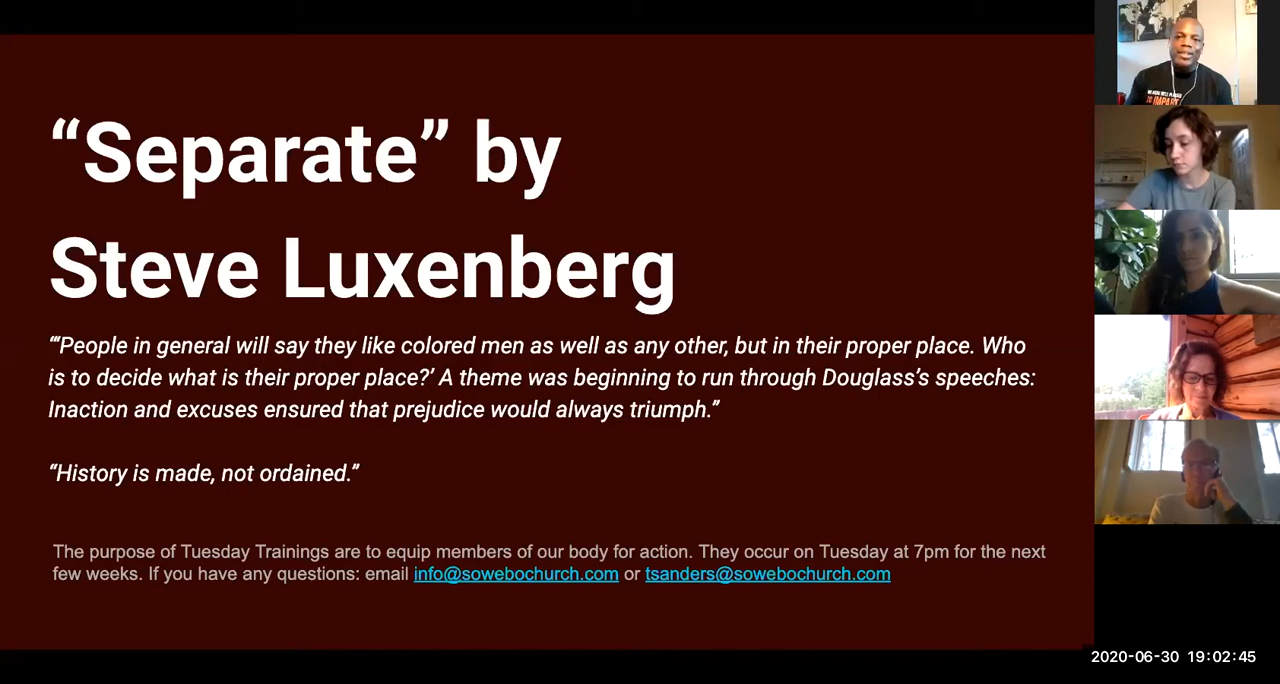 “Separate” by
Steve Luxenberg
“‘People in general will say they like colored men as well as any other, but in their proper place. Who
is to decide what is their proper place?’ A theme was beginning to run through Douglass’s speeches:
Inaction and excuses ensured that prejudice would always triumph.”
“History is made, not ordained.”
The purpose of Tuesday Trainings are to equip members of our body for action. They occur on Tuesday at 7pm for the next
few weeks. If you have any questions: email info@sowebochurch.com or tsanders@sowebochurch.com
TO IMPACT
2020-06-30 19:02:45